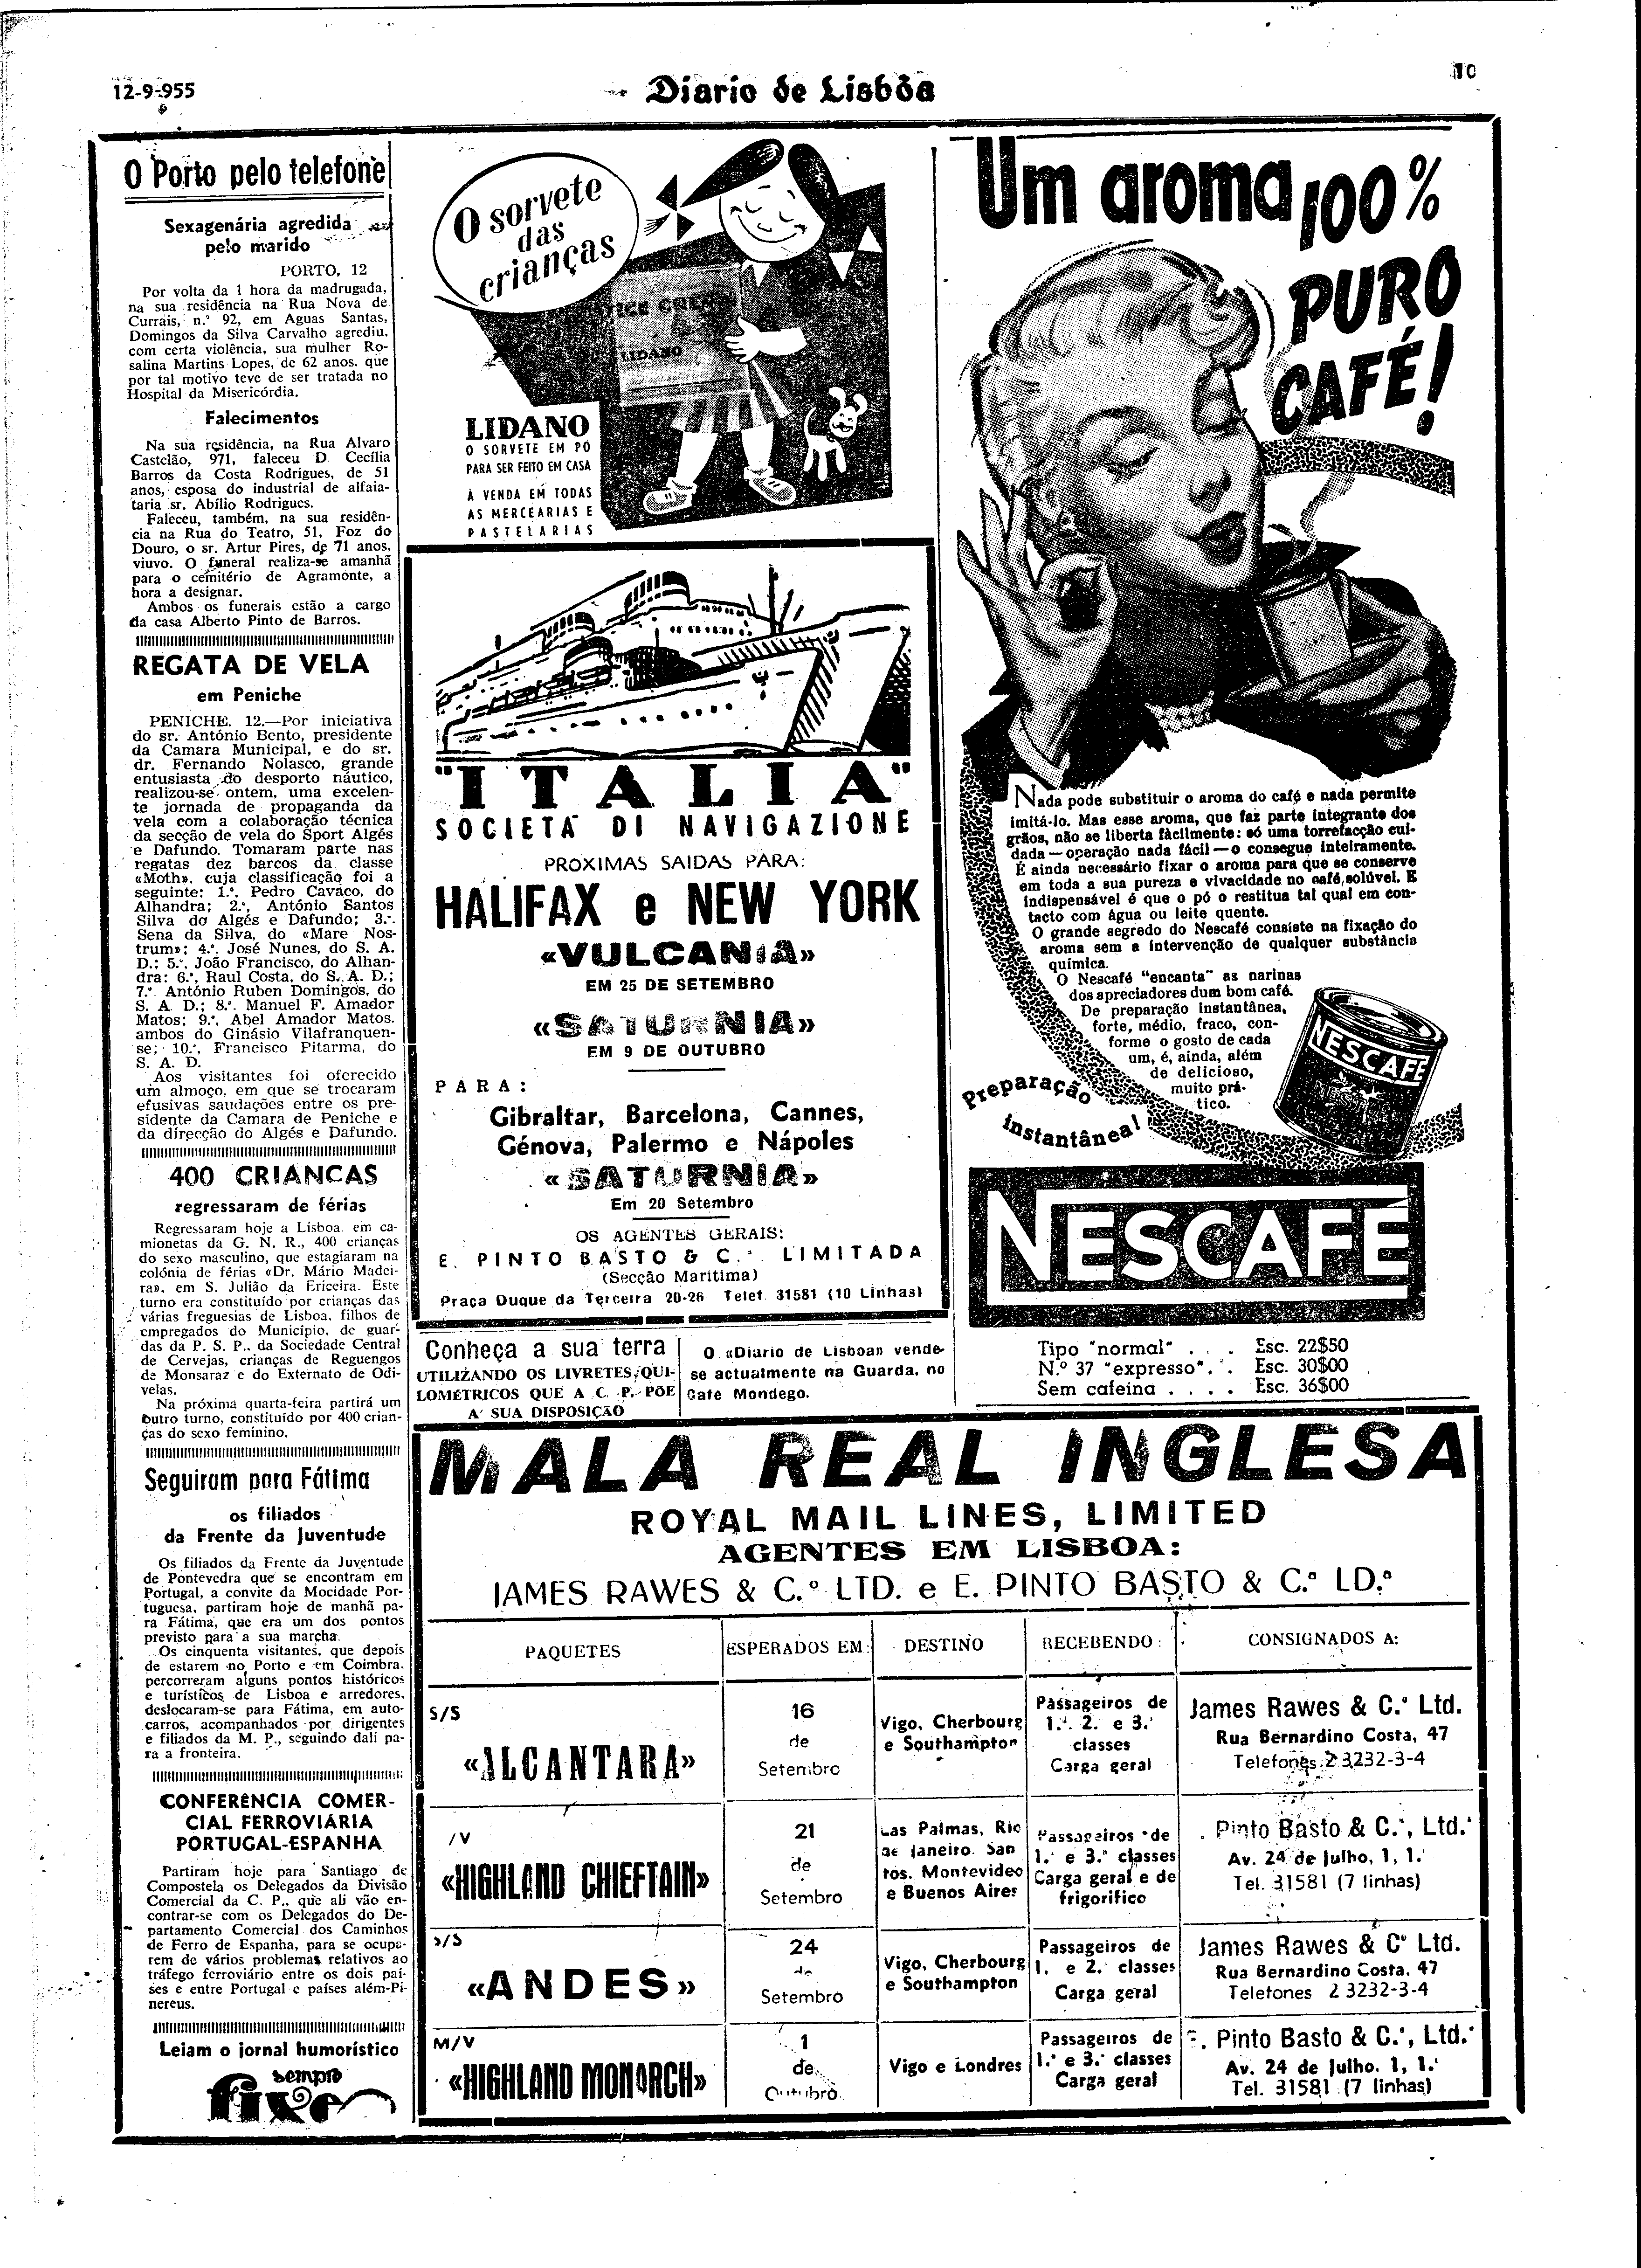 12-9-955
Diario de Lisbôa
10
O Porto pelo telefone
Sexagenária agredida
pelo marido
PORTO, 12
Por volta da 1 hora da madrugada,
na sua residência na Rua Nova de
Currais, n.º 92, em Aguas Santas,
Domingos da Silva Carvalho agrediu,
com certa violência, sua mulher Ro-
salina Martins Lopes, de 62 anos, que
por tal motivo teve de ser tratada no
Hospital da Misericórdia.
Falecimentos
Na sua residência, na Rua Alvaro
Castelão, 971, faleceu D. Cecília
Barros da Costa Rodrigues, de 51
anos, esposa do industrial de alfaia-
taria sr. Abílio Rodrigues.
Faleceu, também, na sua residên-
cia na Rua do Teatro, 51, Foz do
Douro, o sr. Artur Pires, de 71 anos,
viuvo. O funeral realiza-se amanhã
para o cemitério de Agramonte, a
hora a designar.
Ambos os funerais estão a cargo
da casa Alberto Pinto de Barros.
REGATA DE VELA
em Peniche
PENICHE, 12.—Por iniciativa
do sr. António Bento, presidente
da Camara Municipal, e do sr.
dr. Fernando Nolasco, grande
entusiasta do desporto náutico,
realizou-se ontem, uma excelen-
te jornada de propaganda da
vela com a colaboração técnica
da secção de vela do Sport Algés
e Dafundo. Tomaram parte nas
regatas dez barcos da classe
«Moth», cuja classificação foi a
seguinte: 1.º, Pedro Cavaco, do
Alhandra; 2.º, António Santos
Silva do Algés e Dafundo; 3.º,
Sena da Silva, do «Mare Nos-
trum»; 4.º, José Nunes, do S. A.
D.; 5.º, João Francisco, do Alhan-
dra; 6.º, Raul Costa, do S. A. D.;
7.º António Ruben Domingos, do
S. A. D.; 8.º, Manuel F. Amador
Matos; 9.º, Abel Amador Matos,
ambos do Ginásio Vilafranquen-
se; 10.º, Francisco Pitarma, do
S. A. D.
Aos visitantes foi oferecido
um almoço, em que se trocaram
efusivas saudações entre os pre-
sidente da Camara de Peniche e
da direcção do Algés e Dafundo.
400 CRIANCAS
regressaram de férias
Regressaram hoje a Lisboa, em ca-
mionetas da G. N. R., 400 crianças
do sexo masculino, que estagiaram na
colónia de férias «Dr. Mário Madei-
ra», em S. Julião da Ericeira. Este
turno era constituído por crianças das
várias freguesias de Lisboa, filhos de
empregados do Município, de guar-
das da P. S. P., da Sociedade Central
de Cervejas, crianças de Reguengos
de Monsaraz e do Externato de Odi-
velas.
Na próxima quarta-feira partirá um
outro turno, constituído por 400 crian-
ças do sexo feminino.
Seguiram para Fátima
os filiados
da Frente da Juventude
Os filiados da Frente da Juventude
de Pontevedra que se encontram em
Portugal, a convite da Mocidade Por-
tuguesa, partiram hoje de manhã pa-
ra Fátima, que era um dos pontos
previsto para a sua marcha.
Os cinquenta visitantes, que depois
de estarem no Porto e em Coimbra,
percorreram alguns pontos históricos
e turísticos de Lisboa e arredores,
deslocaram-se para Fátima, em auto-
carros, acompanhados por dirigentes
e filiados da M. P., seguindo dali pa-
ra a fronteira.
CONFERÊNCIA COMER-
CIAL FERROVIÁRIA
PORTUGAL-ESPANHA
Partiram hoje para Santiago de
Compostela os Delegados da Divisão
Comercial da C. P., que ali vão en-
contrar-se com os Delegados do De-
partamento Comercial dos Caminhos
de Ferro de Espanha, para se ocupa-
rem de vários problemas relativos ao
tráfego ferroviário entre os dois paí-
ses e entre Portugal e países além-Pi-
nereus.
Leiam o jornal humorístico
sempre
fixe
O sorvete
das
crianças
ICE CREAM
LIDANO
LIDANO
O SORVETE EM PÓ
PARA SER FEITO EM CASA
À VENDA EM TODAS
AS MERCEARIAS E
PASTELARIAS
"ITALIA"
SOCIETA' DI NAVIGAZIONE
PROXIMAS SAIDAS PARA:
HALIFAX e NEW YORK
«VULCANIA»
EM 25 DE SETEMBRO
«SATURNIA»
EM 9 DE OUTUBRO
PARA:
Gibraltar, Barcelona, Cannes,
Génova, Palermo e Nápoles
«SATURNIA»
Em 20 Setembro
OS AGENTES GERAIS:
E. PINTO BASTO & C.ª LIMITADA
(Secção Marítima)
Praça Duque da Terceira 20-26 Telef. 31581 (10 Linhas)
Conheça a sua terra
UTILIZANDO OS LIVRETES QUI-
LOMÉTRICOS QUE A C. P. PÕE
A' SUA DISPOSIÇÃO
O «Diario de Lisboa» vende-
se actualmente na Guarda, no
Café Mondego.
Um aroma 100%
PURO
CAFÉ!
Nada pode substituir o aroma do café e nada permite
imitá-lo. Mas esse aroma, que faz parte integrante dos
grãos, não se liberta fàcilmente: só uma torrefacção cui-
dada — operação nada fácil — o consegue inteiramente.
É ainda necessário fixar o aroma para que se conserve
em toda a sua pureza e vivacidade no café solúvel. E
indispensável é que o pó o restitua tal qual em con-
tacto com água ou leite quente.
O grande segredo do Nescafé consiste na fixação do
aroma sem a intervenção de qualquer substância
química.
O Nescafé "encanta" as narinas
dos apreciadores dum bom café.
De preparação instantânea,
forte, médio, fraco, con-
forme o gosto de cada
um, é, ainda, além
de delicioso,
muito prá-
tico.
Preparação
instantânea!
NESCAFÉ
NESCAFÉ
Tipo "normal" . . . Esc. 22$50
N.º 37 "expresso" . . Esc. 30$00
Sem cafeína . . . . Esc. 36$00
MALA REAL INGLESA
ROYAL MAIL LINES, LIMITED
AGENTES EM LISBOA:
JAMES RAWES & C.º LTD. e E. PINTO BASTO & C.ª LD.ª
PAQUETES ESPERADOS EM: DESTINO RECEBENDO: CONSIGNADOS A:
S/S
«ALCANTARA»
16
de
Setembro
Vigo, Cherbourg
e Southampton
Passageiros de
1.ª, 2.ª e 3.ª
classes
Carga geral
James Rawes & C.º Ltd.
Rua Bernardino Costa, 47
Telefones 2 3232-3-4
/V
«HIGHLAND CHIEFTAIN»
21
de
Setembro
Las Palmas, Rio
de Janeiro, San
tos, Montevideo
e Buenos Aires
Passageiros de
1.ª e 3.ª classes
Carga geral e de
frigorifico
Pinto Basto & C.ª, Ltd.ª
Av. 24 de Julho, 1, 1.º
Tel. 31581 (7 linhas)
S/S
«ANDES»
24
de
Setembro
Vigo, Cherbourg
e Southampton
Passageiros de
1. e 2.ª classes
Carga geral
James Rawes & Cº Ltd.
Rua Bernardino Costa, 47
Telefones 2 3232-3-4
M/V
«HIGHLAND MONARCH»
1
de
Outubro
Vigo e Londres
Passageiros de
1.ª e 3.ª classes
Carga geral
E. Pinto Basto & C.ª, Ltd.ª
Av. 24 de Julho, 1, 1.º
Tel. 31581 (7 linhas)